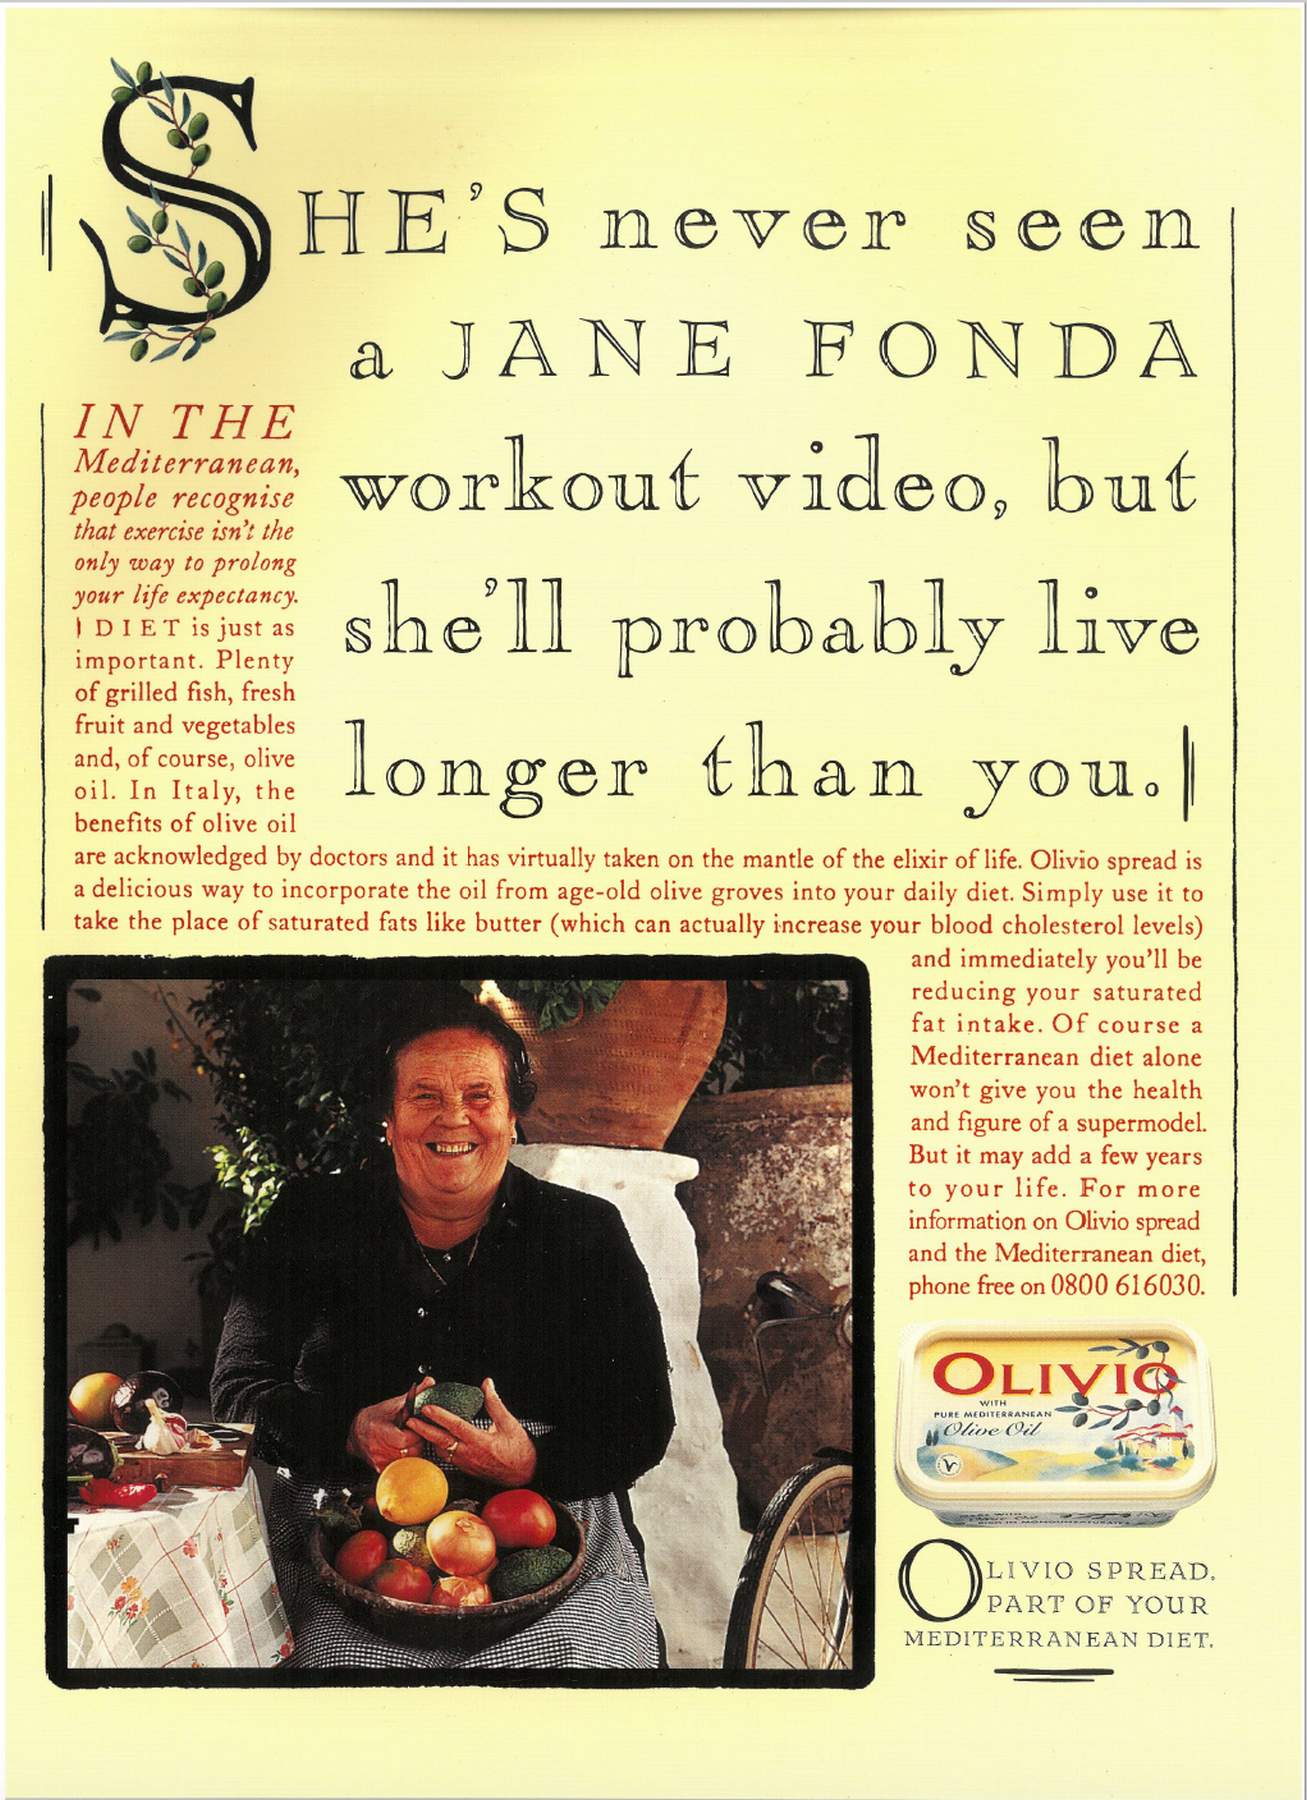 SHE'S never seen
a JANE FONDA
workout video, but
she'll probably live
longer than you.
IN THE
Mediterranean,
people recognise
that exercise isn't the
only way to prolong
your life expectancy.
DIET is just as
important. Plenty
of grilled fish, fresh
fruit and vegetables
and, of course, olive
oil. In Italy, the
benefits of olive oil
are acknowledged by doctors and it has virtually taken on the mantle of the elixir of life. Olivio spread is
a delicious way to incorporate the oil from age-old olive groves into your daily diet. Simply use it to
take the place of saturated fats like butter (which can actually increase your blood cholesterol levels)
and immediately you'll be
reducing your saturated
fat intake. Of course a
Mediterranean diet alone
won't give you the health
and figure of a supermodel.
But it may add a few years
to your life. For more
information on Olivio spread
and the Mediterranean diet,
phone free on 0800 616030.
OLIVIO
WITH
PURE MEDITERRANEAN
Olive Oil
V
OLIVIO SPREAD.
PART OF YOUR
MEDITERRANEAN DIET.